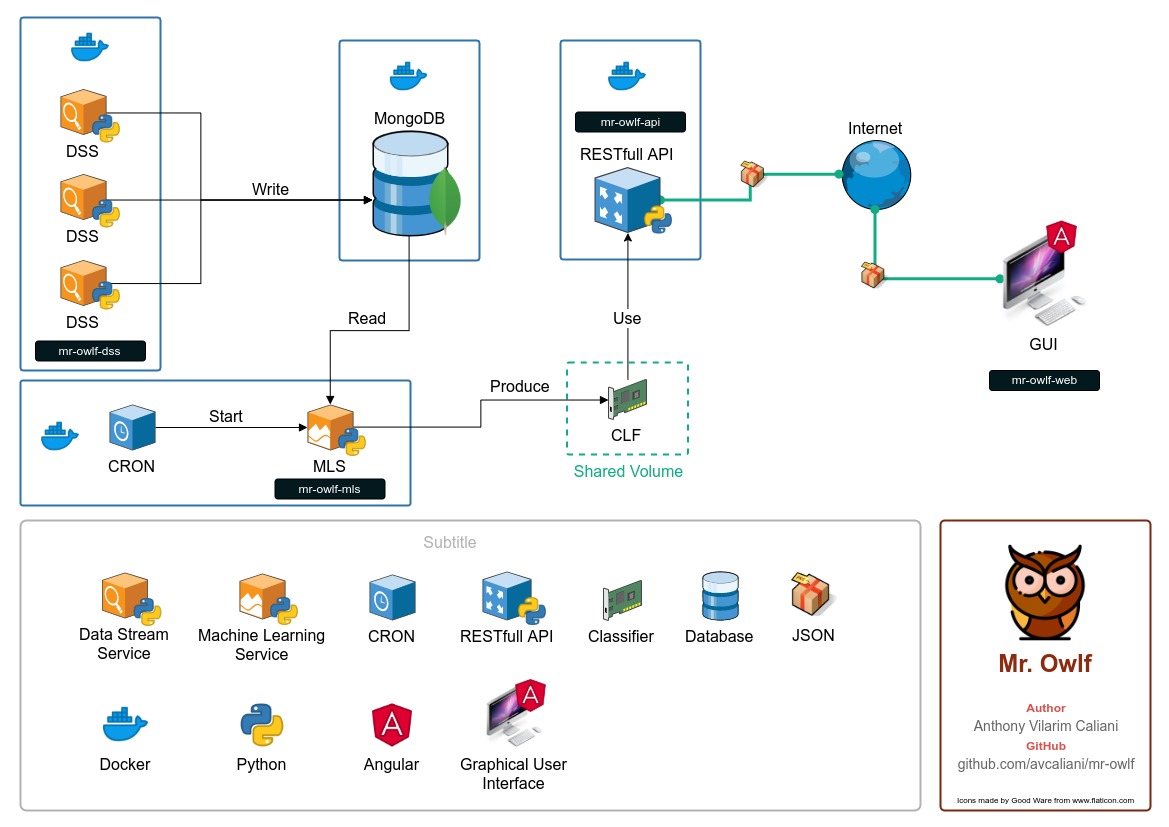 DSS
DSS
DSS
mr-owlf-dss
Write
MongoDB
Read
mr-owlf-api
RESTfull API
Internet
GUI
mr-owlf-web
Use
Produce
CLF
Shared Volume
CRON
Start
MLS
mr-owlf-mls
Subtitle
Data Stream
Service
Machine Learning
Service
CRON
RESTfull API
Classifier
Database
JSON
Docker
Python
Angular
Graphical User
Interface
Mr. Owlf
Author
Anthony Vilarim Caliani
GitHub
github.com/avcaliani/mr-owlf
Icons made by Good Ware from www.flaticon.com